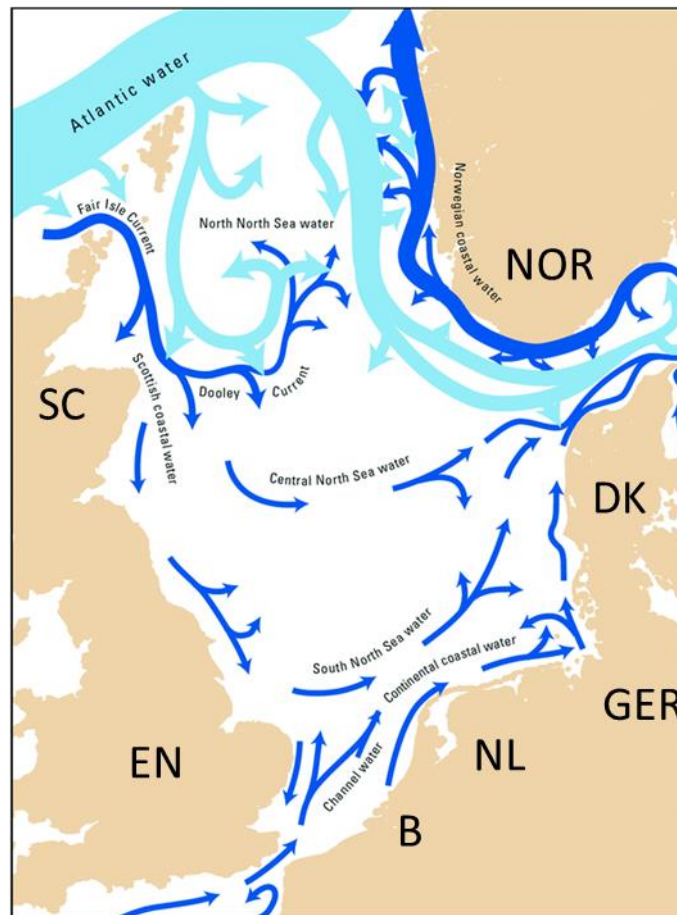 Atlantic water
Fair Isle Current
North North Sea water
Norwegian coastal water
NOR
SC
Scottish coastal water
Dooley Current
Central North Sea water
DK
South North Sea water
Continental coastal water
GER
EN
NL
Channel water
B